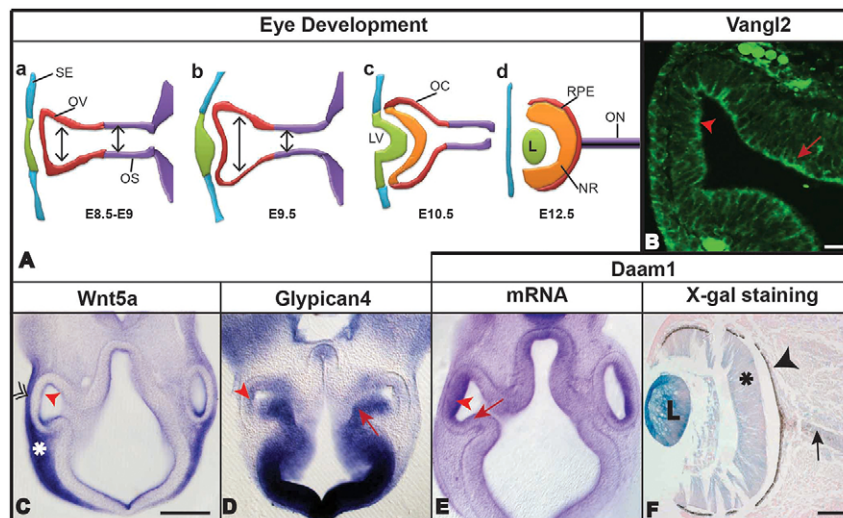 Eye Development
Vangl2
a
b
c
d
SE
OV
OS
OC
LV
RPE
ON
L
NR
E8.5-E9
E9.5
E10.5
E12.5
A
B
Daam1
Wnt5a
Glypican4
mRNA
X-gal staining
*
*
L
C
D
E
F